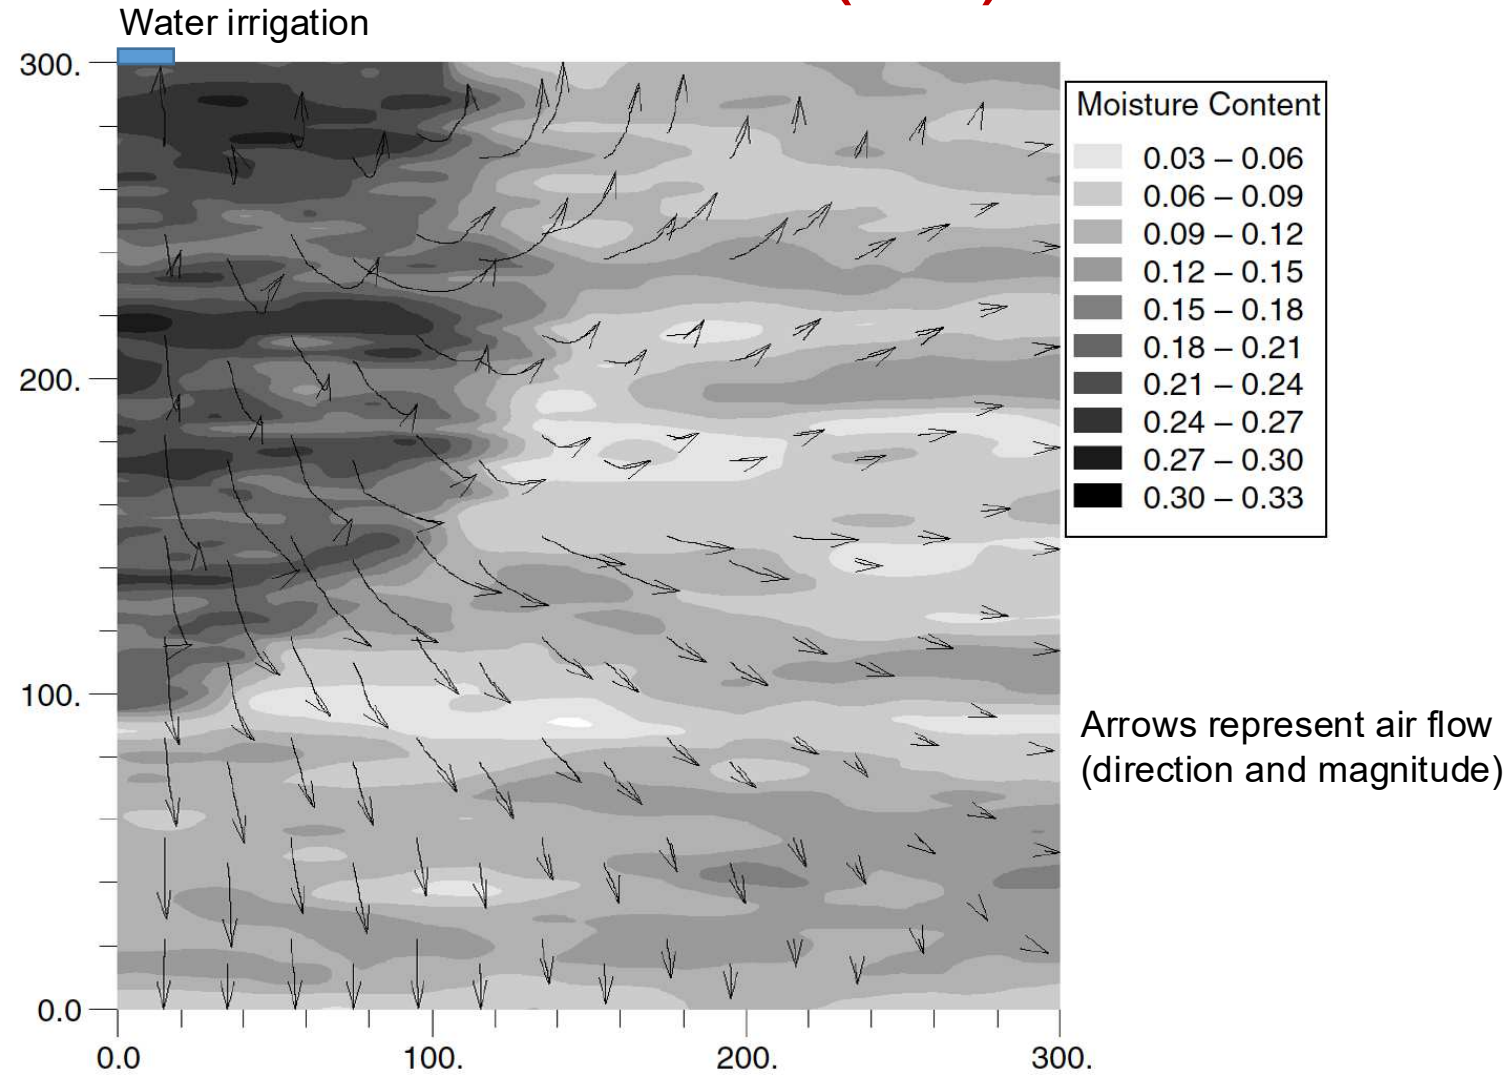 Water irrigation
300.
200.
100.
0.0
0.0 100. 200. 300.
Moisture Content
0.03 – 0.06
0.06 – 0.09
0.09 – 0.12
0.12 – 0.15
0.15 – 0.18
0.18 – 0.21
0.21 – 0.24
0.24 – 0.27
0.27 – 0.30
0.30 – 0.33
Arrows represent air flow
(direction and magnitude)